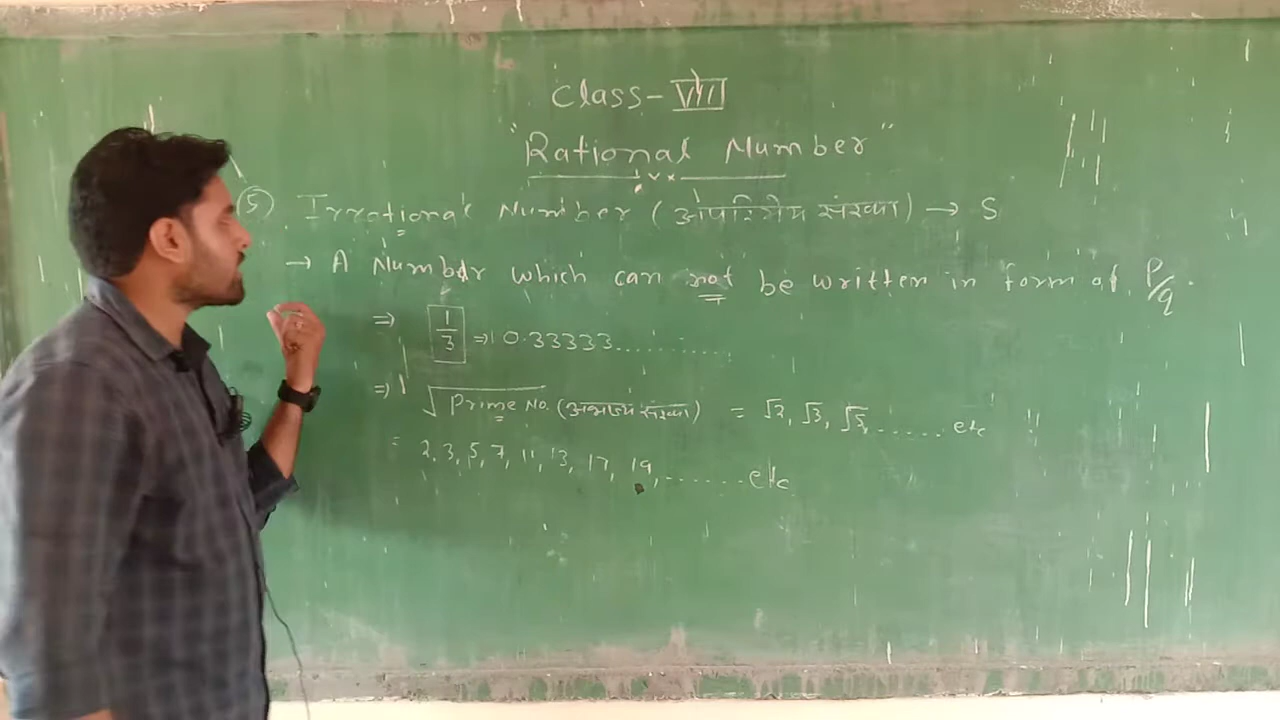 Class-VIII
"Rational Number"
(5) Irrational Number (अपरिमेय संख्या) → S
→ A Number which can not be written in form of P/q.
⇒ 1/3 ⇒ 0.33333..........
⇒ √Prime No. (अभाज्य संख्या) = √2, √3, √5, ...... etc
= 2, 3, 5, 7, 11, 13, 17, 19, ........ etc